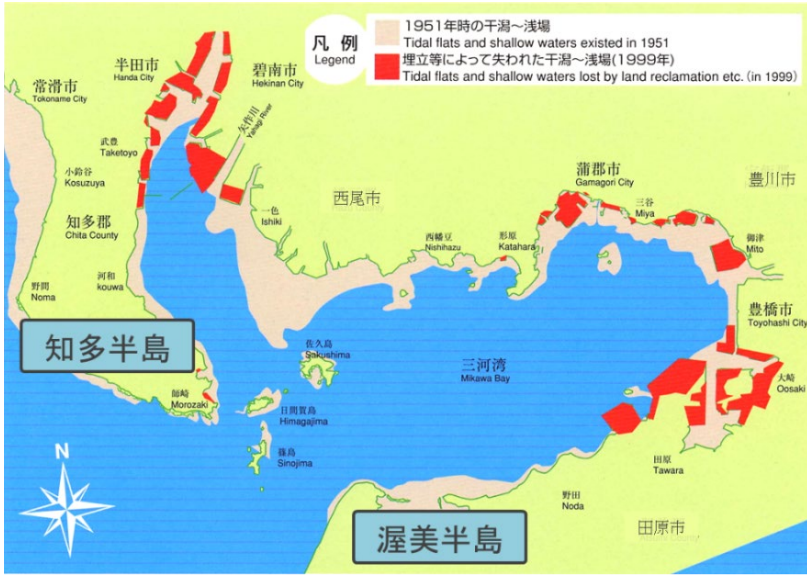 凡例
Legend
1951年時の干潟~浅場
Tidal flats and shallow waters existed in 1951
埋立等によって失われた干潟~浅場(1999年)
Tidal flats and shallow waters lost by land reclamation etc. (in 1999)
半田市
Handa City
碧南市
Hekinan City
常滑市
Tokoname City
矢作川
Yahagi River
武豊
Taketoyo
小鈴谷
Kosuzuya
知多郡
Chita County
一色
Ishiki
西尾市
蒲郡市
Gamagori City
豊川市
三谷
Miya
西幡豆
Nishihazu
形原
Katahara
御津
Mito
河和
kouwa
野間
Noma
豊橋市
Toyohashi City
知多半島
佐久島
Sakushima
三河湾
Mikawa Bay
大崎
Oosaki
師崎
Morozaki
日間賀島
Himagajima
篠島
Sinojima
N
田原
Tawara
野田
Noda
田原市
渥美半島